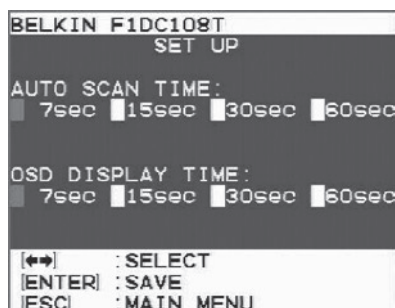 BELKIN F1DC108T
SET UP
AUTO SCAN TIME:
7sec 15sec 30sec 60sec
OSD DISPLAY TIME:
7sec 15sec 30sec 60sec
[←→] :SELECT
[ENTER] :SAVE
[ESC] :MAIN MENU